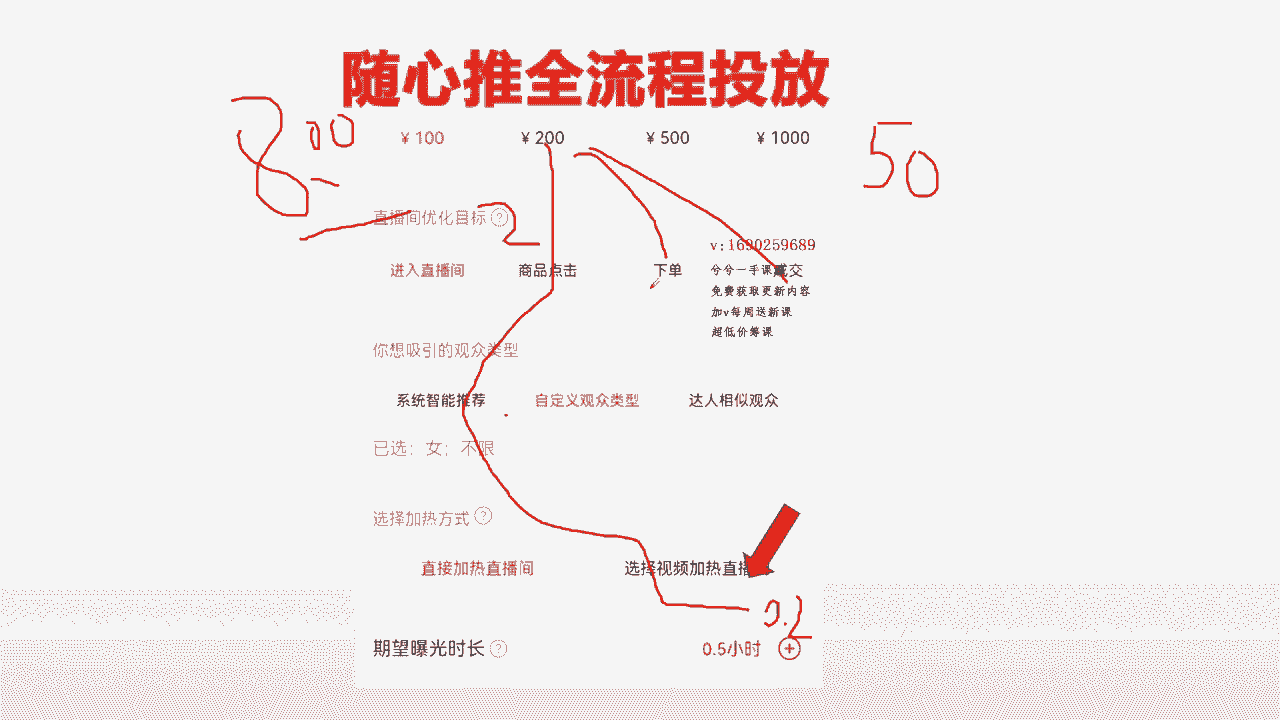 随心推全流程投放
800
¥ 100 ¥ 200 ¥ 500 ¥ 1000
50
直播间优化目标 ?
2
v:1690259689
进入直播间 商品点击 下单 成交
兮兮一手课
免费获取更新内容
加v每周送新课
超低价筹课
你想吸引的观众类型
系统智能推荐 自定义观众类型 达人相似观众
已选：女；不限
选择加热方式 ?
直接加热直播间 选择视频加热直播
0.2
期望曝光时长 ? 0.5小时 +